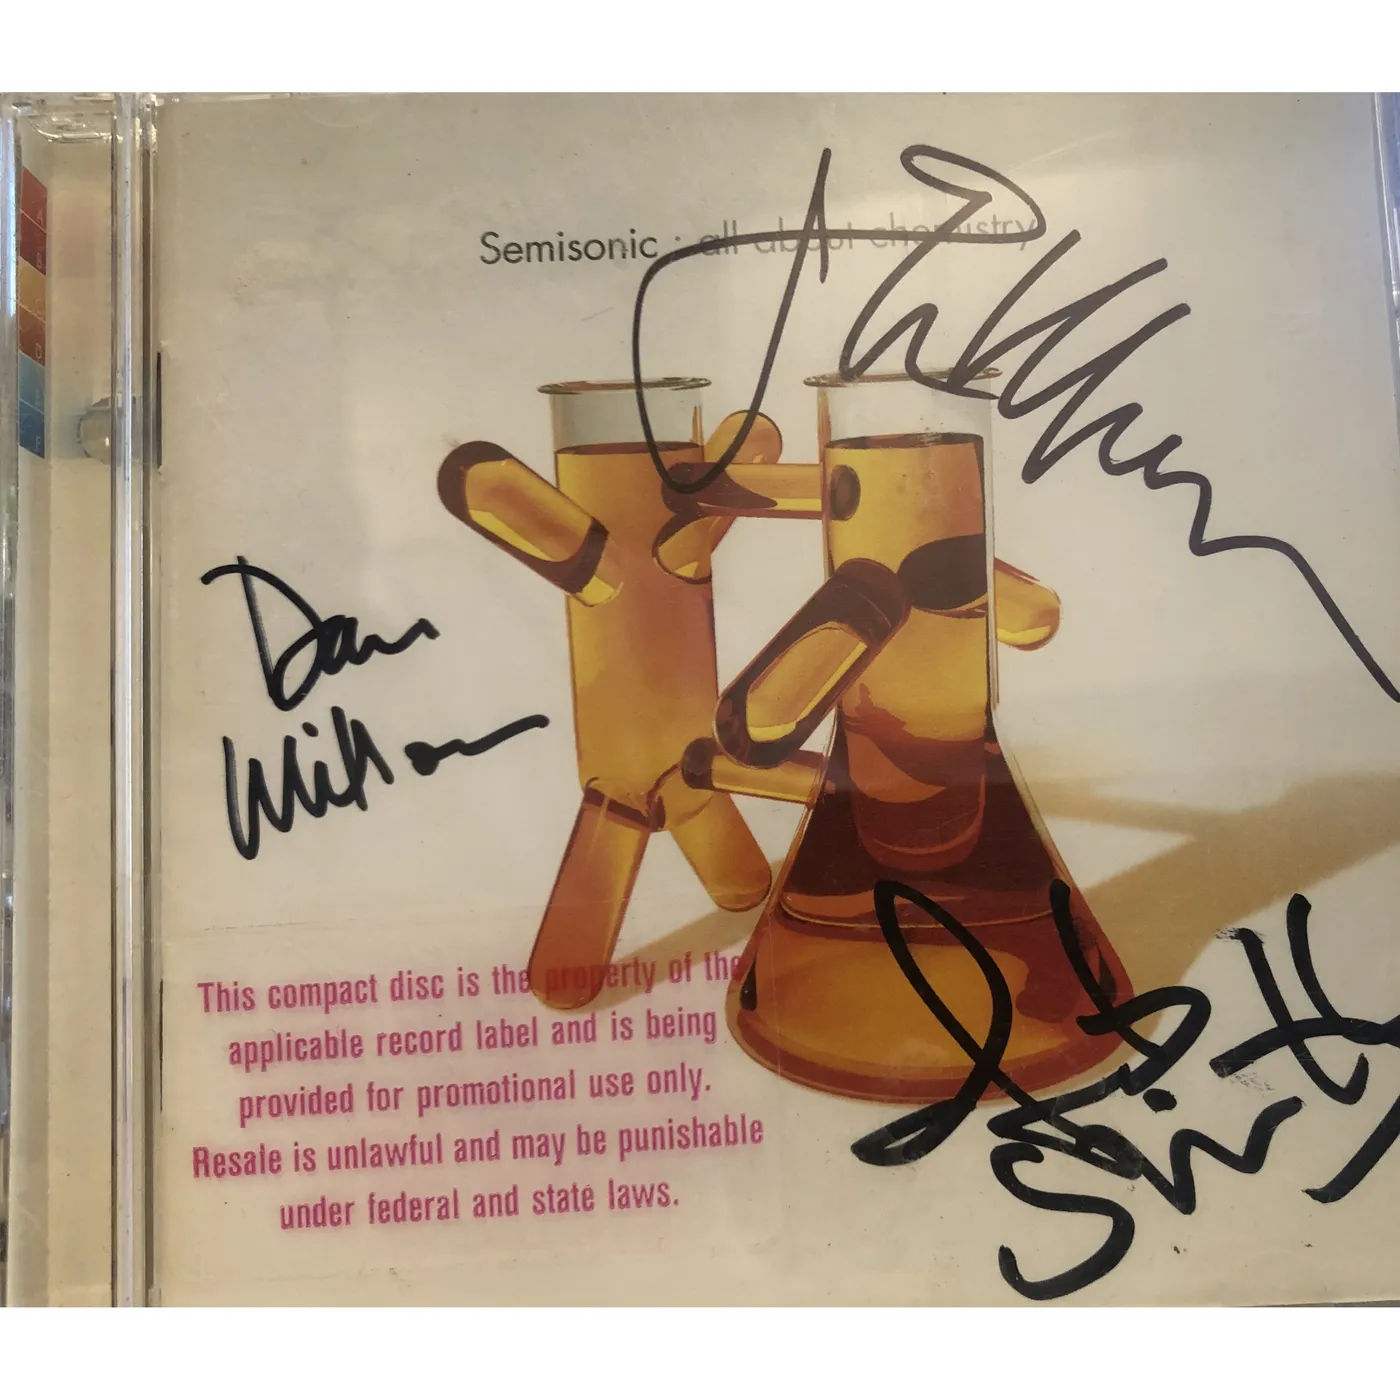 Semisonic : all about chemistry
Dan
Wilson
This compact disc is the property of the
applicable record label and is being
provided for promotional use only.
Resale is unlawful and may be punishable
under federal and state laws.